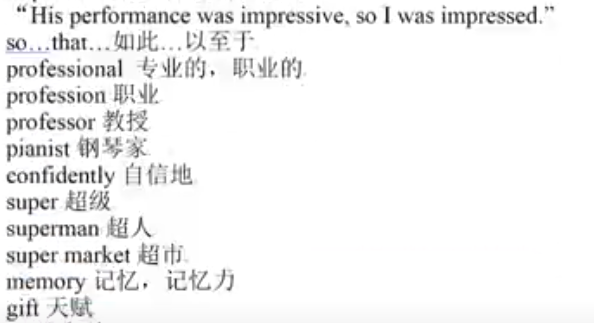 “His performance was impressive, so I was impressed.”
so…that…如此…以至于
professional 专业的，职业的
profession 职业
professor 教授
pianist 钢琴家
confidently 自信地
super 超级
superman 超人
super market 超市
memory 记忆，记忆力
gift 天赋